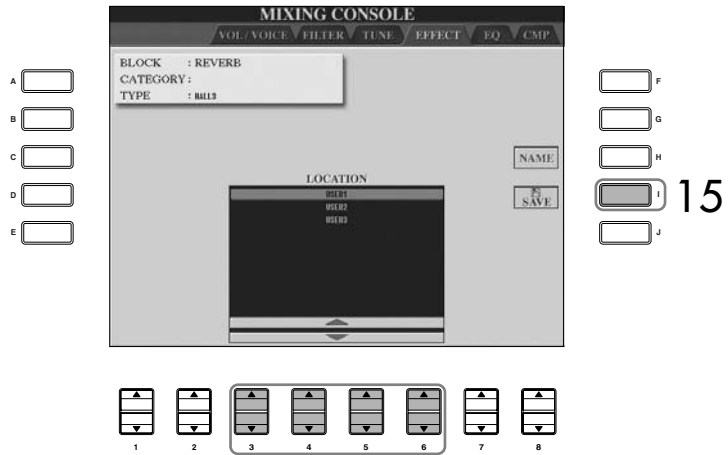 MIXING CONSOLE
VOL/VOICE FILTER TUNE EFFECT EQ CMP
BLOCK : REVERB
CATEGORY :
TYPE : HALL3
A
B
C
D
E
F
G
H
I
J
NAME
SAVE
15
LOCATION
USER1
USER2
USER3
1 2 3 4 5 6 7 8